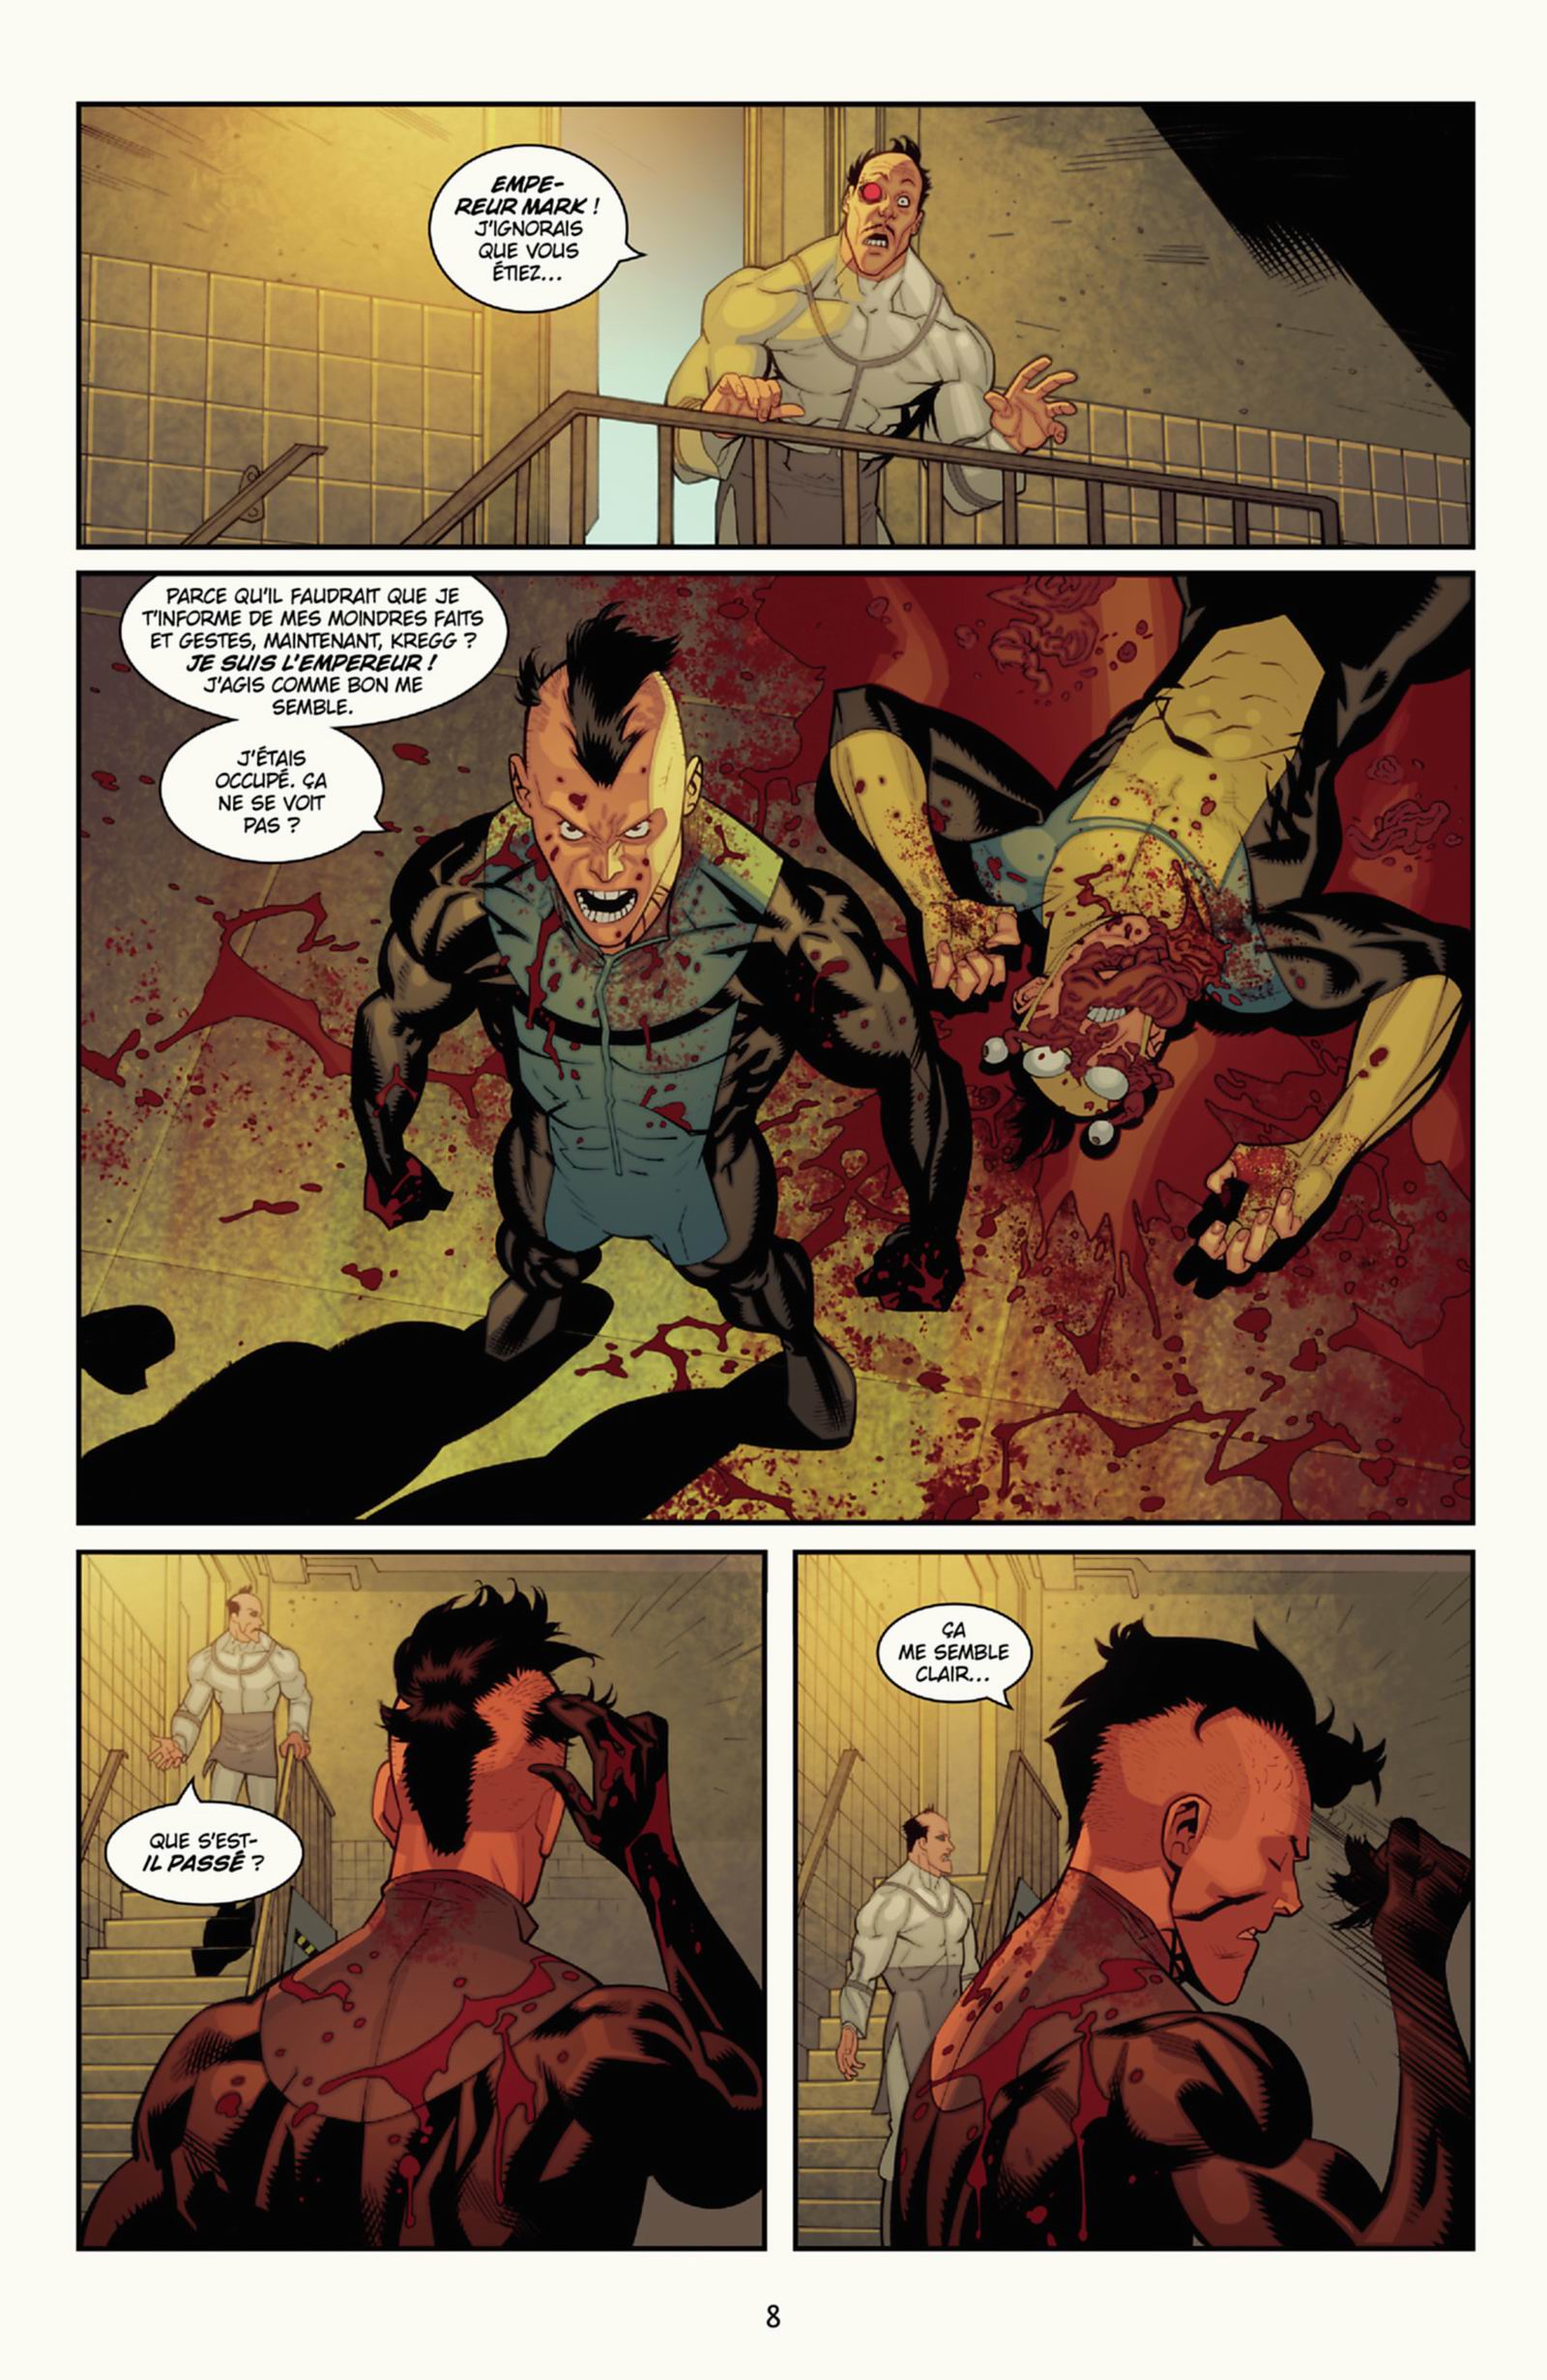 EMPE-
REUR MARK !
J'IGNORAIS
QUE VOUS
ÉTIEZ...
PARCE QU'IL FAUDRAIT QUE JE
T'INFORME DE MES MOINDRES FAITS
ET GESTES, MAINTENANT, KREGG ?
JE SUIS L'EMPEREUR !
J'AGIS COMME BON ME
SEMBLE.
J'ÉTAIS
OCCUPÉ. ÇA
NE SE VOIT
PAS ?
QUE S'EST-
IL PASSÉ ?
ÇA
ME SEMBLE
CLAIR...
8